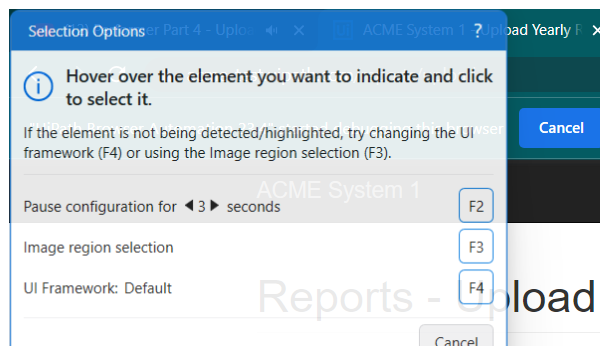 Selection Options
?
er Part 4 - Uplo
ACME System 1 - Upload Yearly R
Hover over the element you want to indicate and click
to select it.
If the element is not being detected/highlighted, try changing the UI
framework (F4) or using the Image region selection (F3).
browser
Cancel
ACME System 1
Pause configuration for 3 seconds
F2
Image region selection
F3
UI Framework: Default
F4
Reports - Upload
Cancel